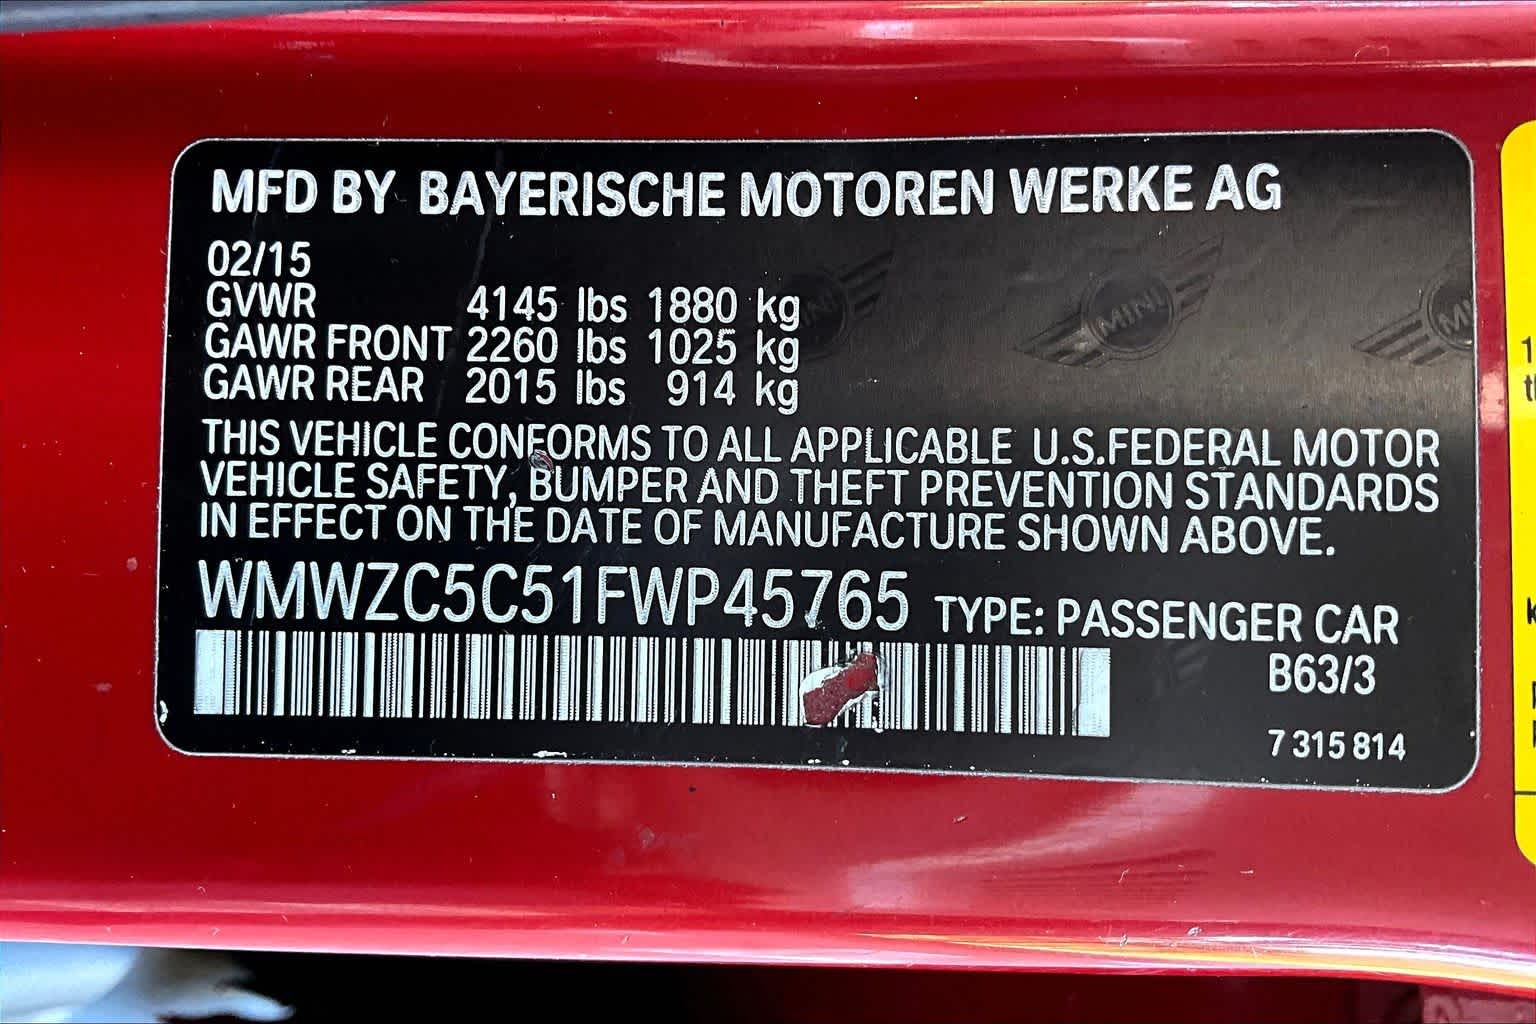 MFD BY BAYERISCHE MOTOREN WERKE AG
02/15
GVWR 4145 lbs 1880 kg
GAWR FRONT 2260 lbs 1025 kg
GAWR REAR 2015 lbs 914 kg
THIS VEHICLE CONFORMS TO ALL APPLICABLE U.S.FEDERAL MOTOR
VEHICLE SAFETY, BUMPER AND THEFT PREVENTION STANDARDS
IN EFFECT ON THE DATE OF MANUFACTURE SHOWN ABOVE.
WMWZC5C51FWP45765 TYPE: PASSENGER CAR
B63/3
7 315 814
MINI
MINI